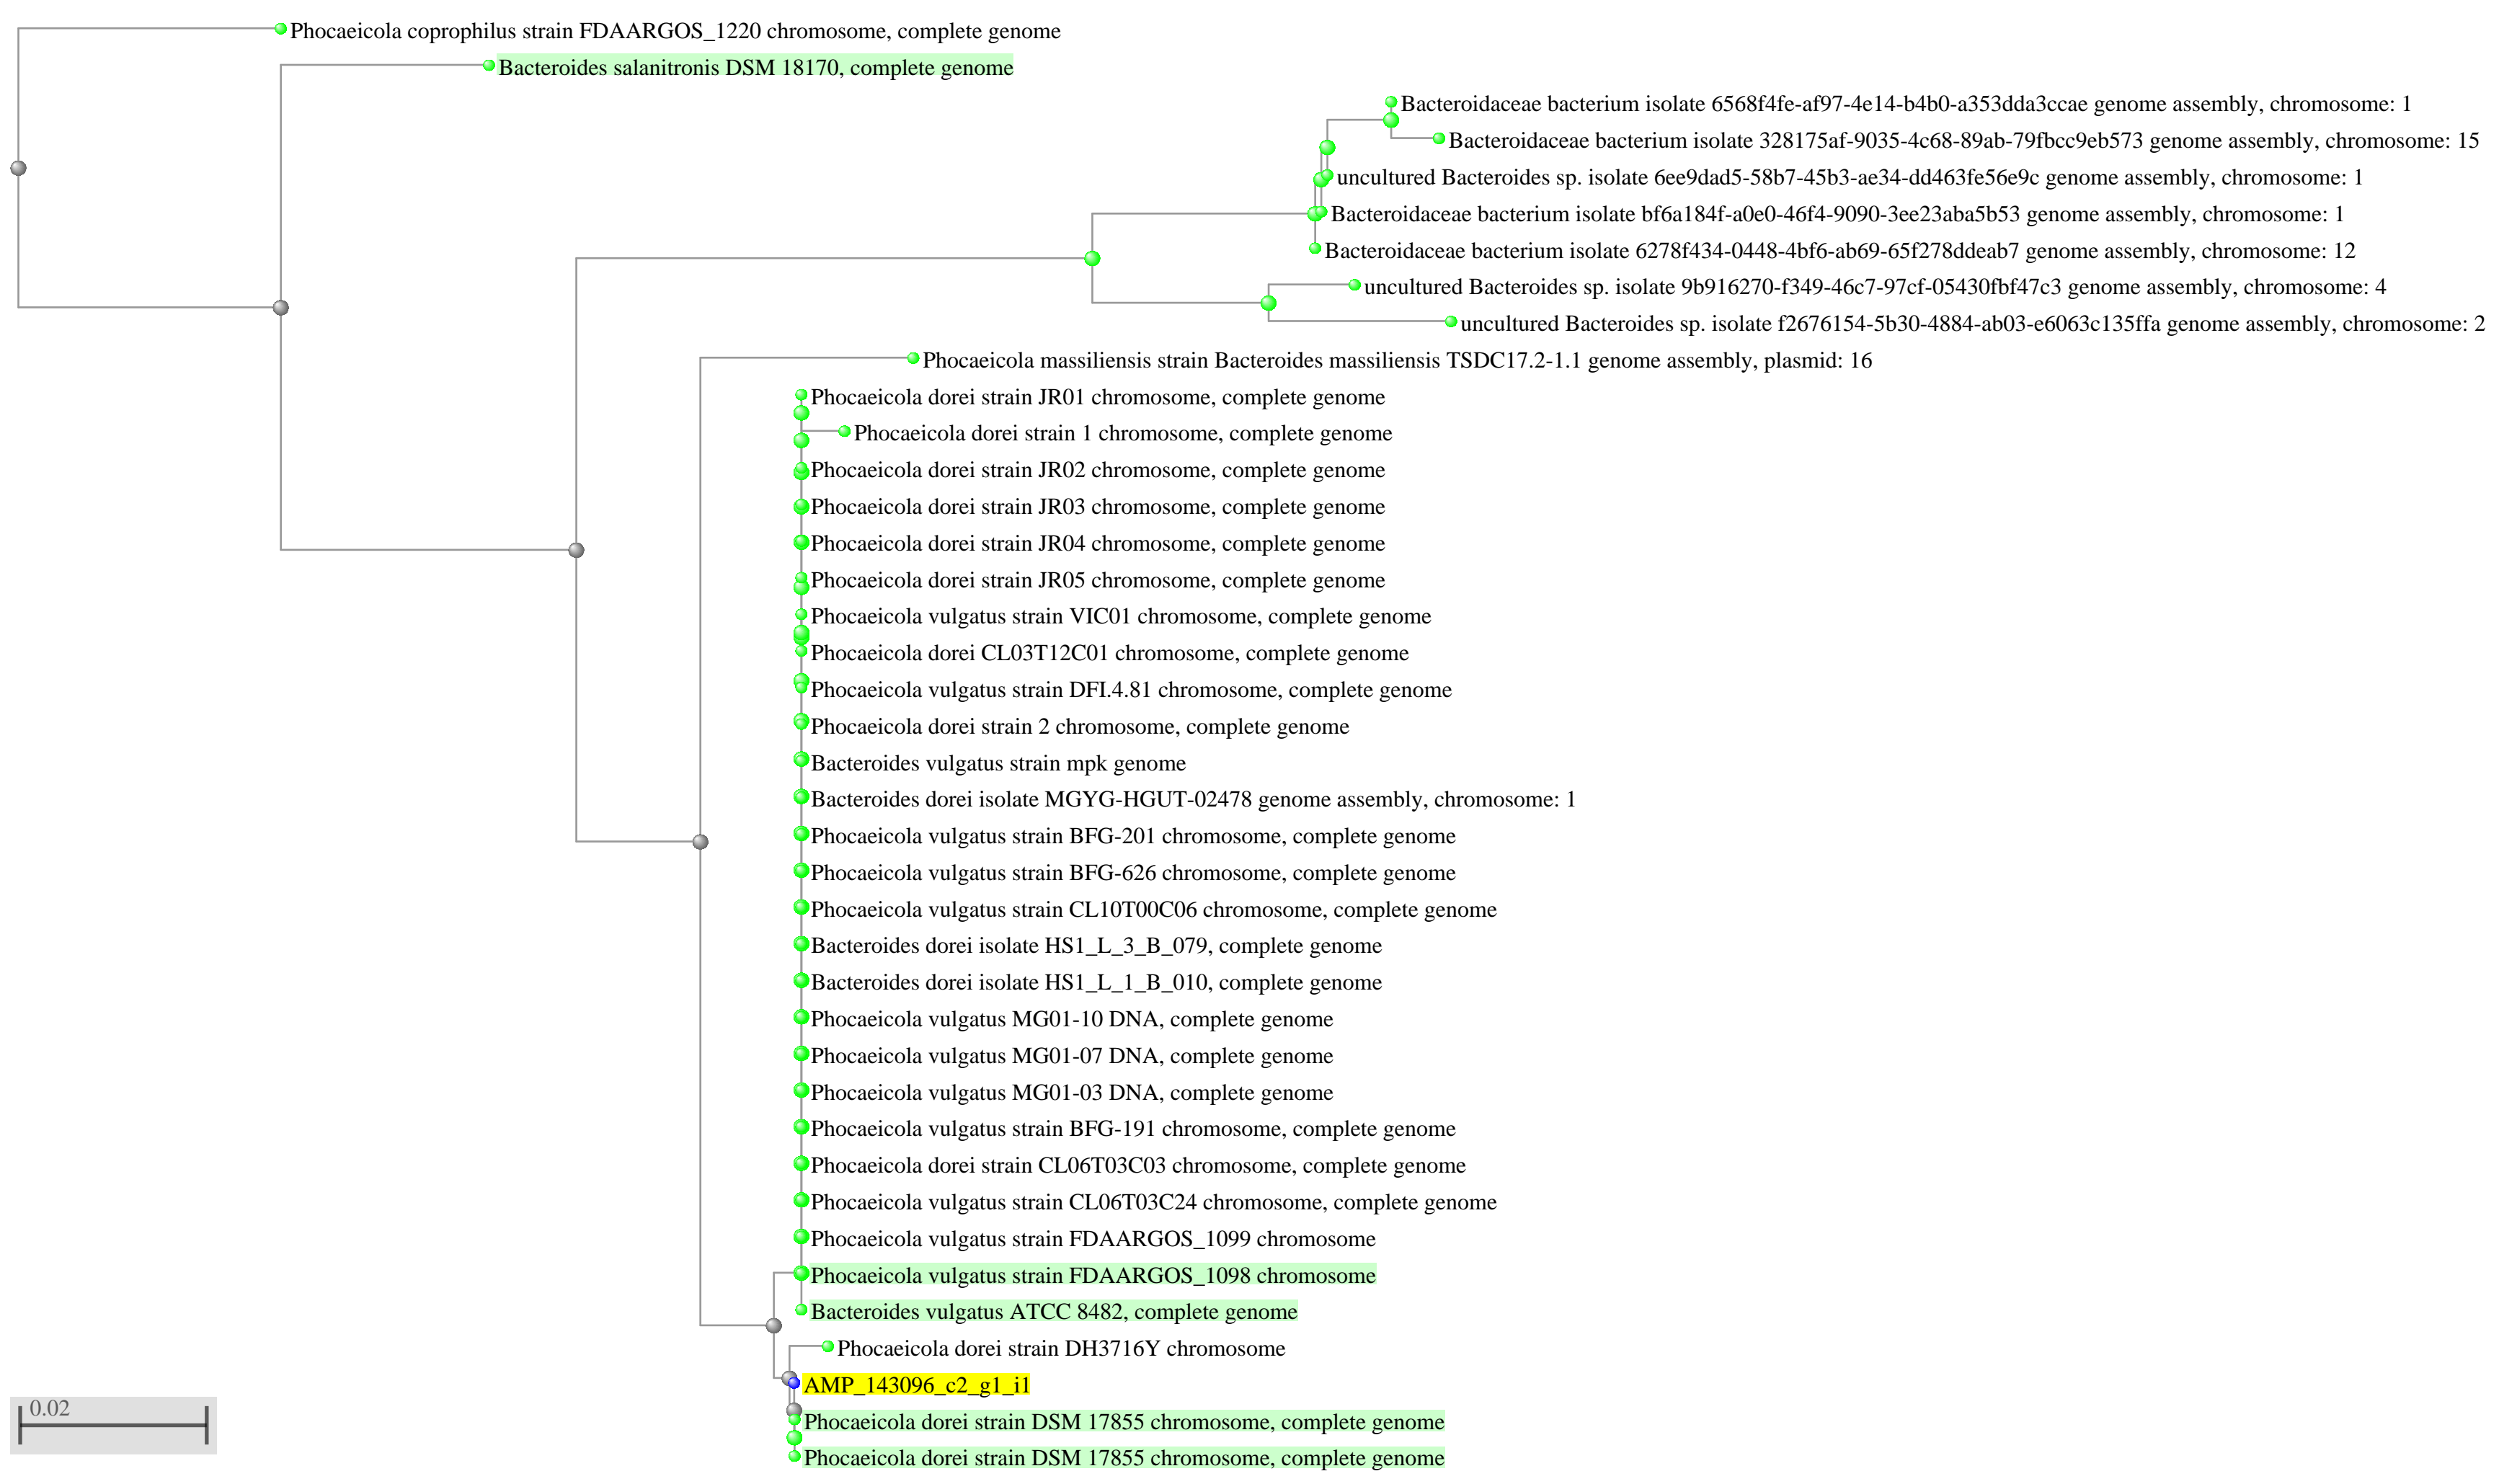 Phocaeicola coprophilus strain FDAARGOS_1220 chromosome, complete genome
Bacteroides salanitronis DSM 18170, complete genome
Bacteroidaceae bacterium isolate 6568f4fe-af97-4e14-b4b0-a353dda3ccae genome assembly, chromosome: 1
Bacteroidaceae bacterium isolate 328175af-9035-4c68-89ab-79fbcc9eb573 genome assembly, chromosome: 15
uncultured Bacteroides sp. isolate 6ee9dad5-58b7-45b3-ae34-dd463fe56e9c genome assembly, chromosome: 1
Bacteroidaceae bacterium isolate bf6a184f-a0e0-46f4-9090-3ee23aba5b53 genome assembly, chromosome: 1
Bacteroidaceae bacterium isolate 6278f434-0448-4bf6-ab69-65f278ddeab7 genome assembly, chromosome: 12
uncultured Bacteroides sp. isolate 9b916270-f349-46c7-97cf-05430fbf47c3 genome assembly, chromosome: 4
uncultured Bacteroides sp. isolate f2676154-5b30-4884-ab03-e6063c135ffa genome assembly, chromosome: 2
Phocaeicola massiliensis strain Bacteroides massiliensis TSDC17.2-1.1 genome assembly, plasmid: 16
Phocaeicola dorei strain JR01 chromosome, complete genome
Phocaeicola dorei strain 1 chromosome, complete genome
Phocaeicola dorei strain JR02 chromosome, complete genome
Phocaeicola dorei strain JR03 chromosome, complete genome
Phocaeicola dorei strain JR04 chromosome, complete genome
Phocaeicola dorei strain JR05 chromosome, complete genome
Phocaeicola vulgatus strain VIC01 chromosome, complete genome
Phocaeicola dorei CL03T12C01 chromosome, complete genome
Phocaeicola vulgatus strain DFI.4.81 chromosome, complete genome
Phocaeicola dorei strain 2 chromosome, complete genome
Bacteroides vulgatus strain mpk genome
Bacteroides dorei isolate MGYG-HGUT-02478 genome assembly, chromosome: 1
Phocaeicola vulgatus strain BFG-201 chromosome, complete genome
Phocaeicola vulgatus strain BFG-626 chromosome, complete genome
Phocaeicola vulgatus strain CL10T00C06 chromosome, complete genome
Bacteroides dorei isolate HS1_L_3_B_079, complete genome
Bacteroides dorei isolate HS1_L_1_B_010, complete genome
Phocaeicola vulgatus MG01-10 DNA, complete genome
Phocaeicola vulgatus MG01-07 DNA, complete genome
Phocaeicola vulgatus MG01-03 DNA, complete genome
Phocaeicola vulgatus strain BFG-191 chromosome, complete genome
Phocaeicola dorei strain CL06T03C03 chromosome, complete genome
Phocaeicola vulgatus strain CL06T03C24 chromosome, complete genome
Phocaeicola vulgatus strain FDAARGOS_1099 chromosome
Phocaeicola vulgatus strain FDAARGOS_1098 chromosome
Bacteroides vulgatus ATCC 8482, complete genome
Phocaeicola dorei strain DH3716Y chromosome
AMP_143096_c2_g1_i1
Phocaeicola dorei strain DSM 17855 chromosome, complete genome
Phocaeicola dorei strain DSM 17855 chromosome, complete genome
0.02